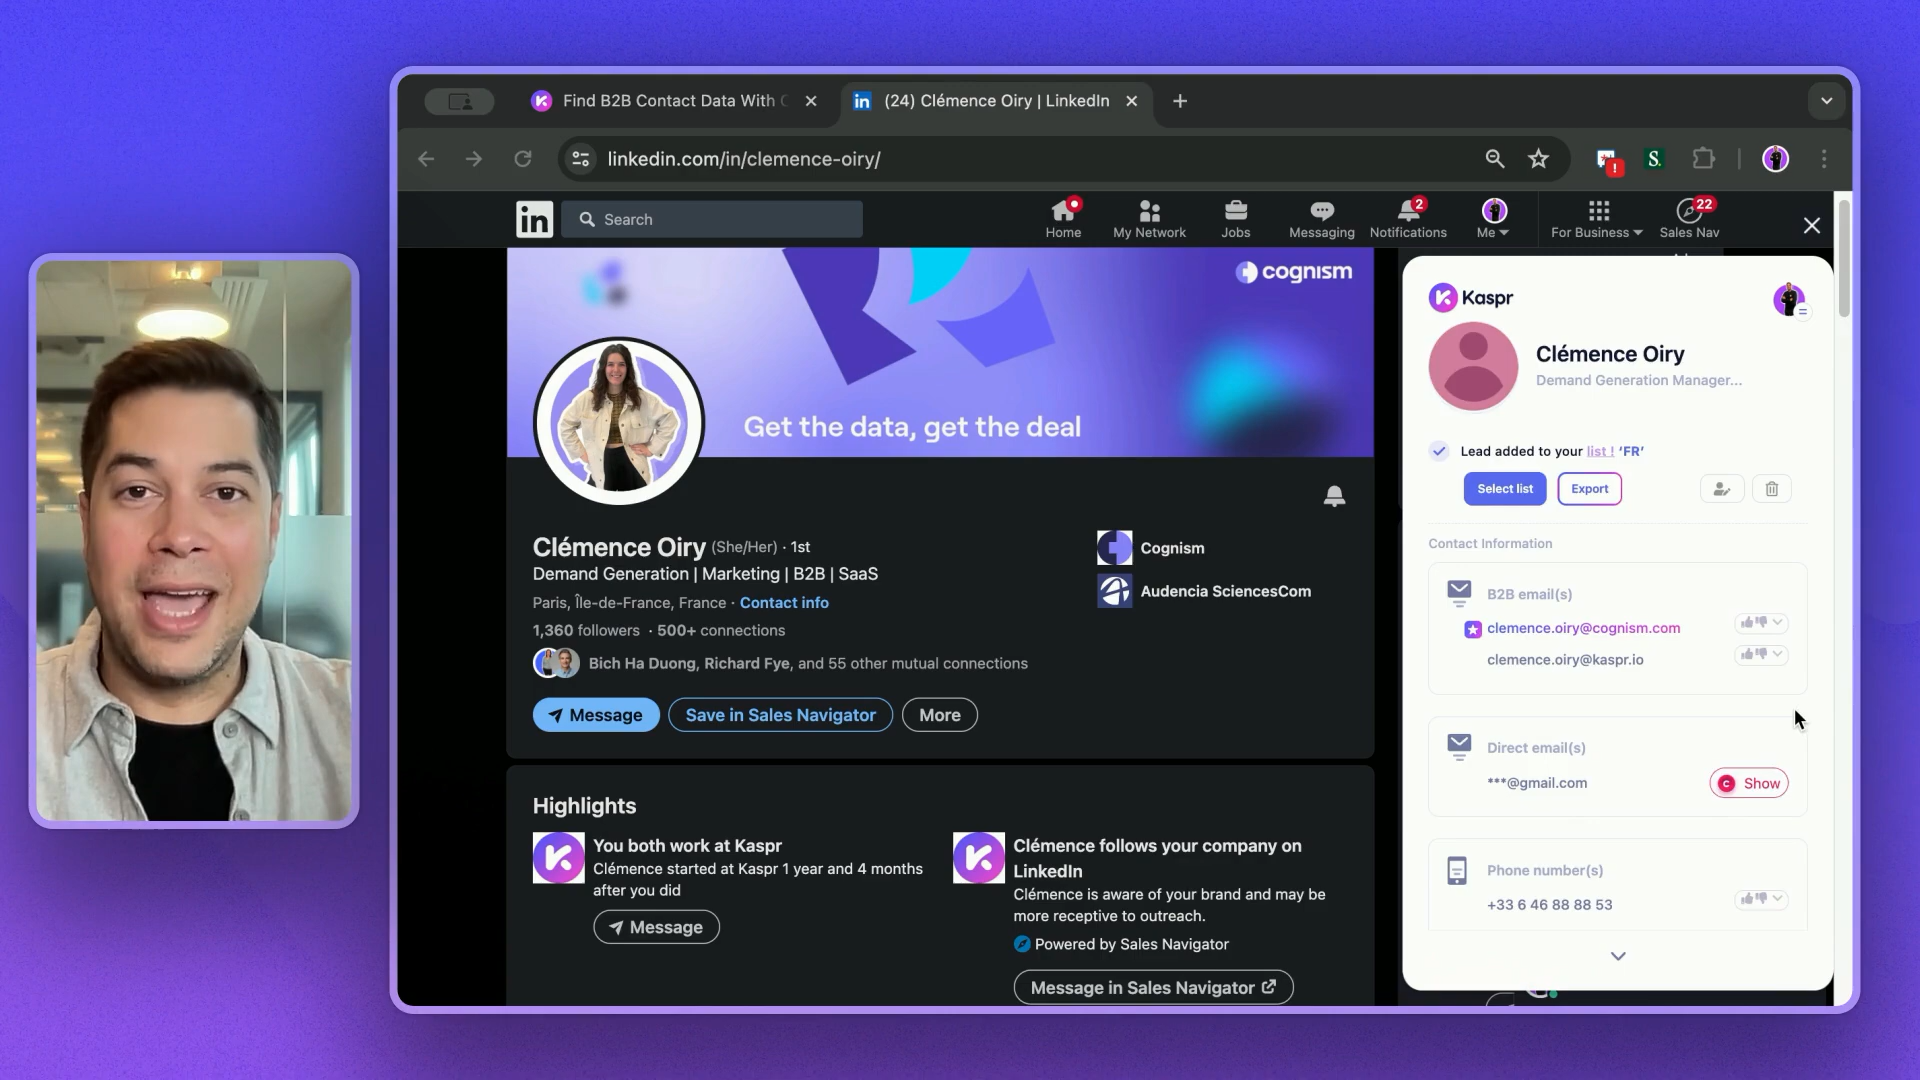 Find B2B Contact Data With
(24) Clémence Oiry | LinkedIn
linkedin.com/in/clemence-oiry/
S.
in
Search
Home
My Network
Jobs
Messaging
2
Notifications
Me
For Business
22
Sales Nav
cognism
Get the data, get the deal
Clémence Oiry (She/Her) · 1st
Demand Generation | Marketing | B2B | SaaS
Paris, Île-de-France, France · Contact info
1,360 followers · 500+ connections
Bich Ha Duong, Richard Fye, and 55 other mutual connections
Message
Save in Sales Navigator
More
Cognism
Audencia SciencesCom
Highlights
You both work at Kaspr
Clémence started at Kaspr 1 year and 4 months
after you did
Message
Clémence follows your company on
LinkedIn
Clémence is aware of your brand and may be
more receptive to outreach.
Powered by Sales Navigator
Message in Sales Navigator
Kaspr
Clémence Oiry
Demand Generation Manager...
Lead added to your list ! ‘FR’
Select list
Export
Contact Information
B2B email(s)
clemence.oiry@cognism.com
clemence.oiry@kaspr.io
Direct email(s)
***@gmail.com
C Show
Phone number(s)
+33 6 46 88 88 53